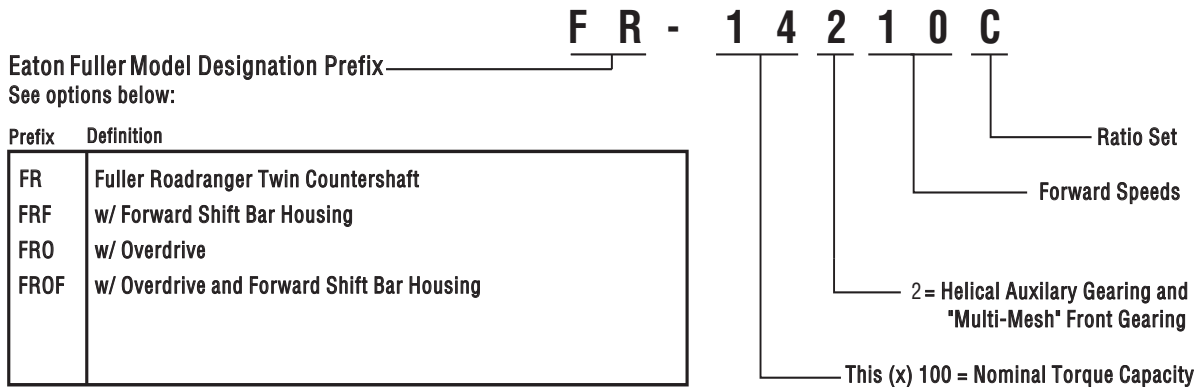 F R - 1 4 2 1 0 C
Eaton Fuller Model Designation Prefix
See options below:
Prefix Definition
FR Fuller Roadranger Twin Countershaft
FRF w/ Forward Shift Bar Housing
FRO w/ Overdrive
FROF w/ Overdrive and Forward Shift Bar Housing
Ratio Set
Forward Speeds
2 = Helical Auxilary Gearing and
"Multi-Mesh" Front Gearing
This (x) 100 = Nominal Torque Capacity